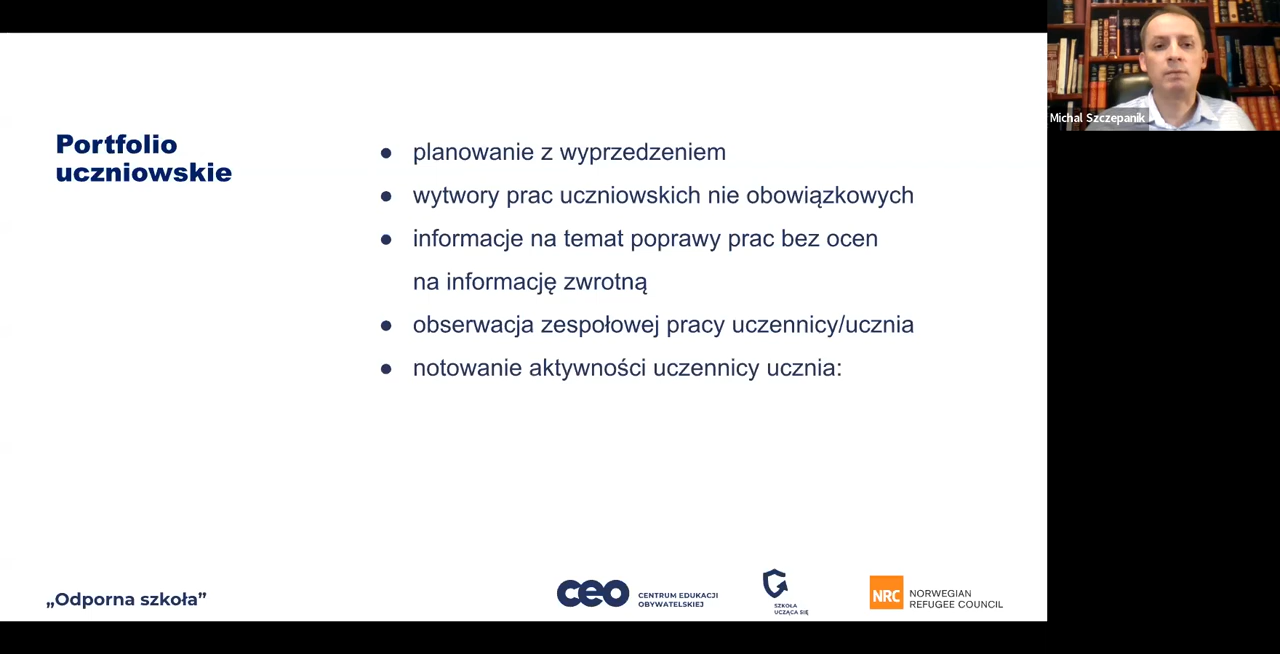 Portfolio
uczniowskie
● planowanie z wyprzedzeniem
● wytwory prac uczniowskich nie obowiązkowych
● informacje na temat poprawy prac bez ocen
na informację zwrotną
● obserwacja zespołowej pracy uczennicy/ucznia
● notowanie aktywności uczennicy ucznia:
Michal Szczepanik
„Odporna szkoła”
ceo CENTRUM EDUKACJI
OBYWATELSKIEJ
SZKOŁA
UCZĄCA SIĘ
NRC NORWEGIAN
REFUGEE COUNCIL